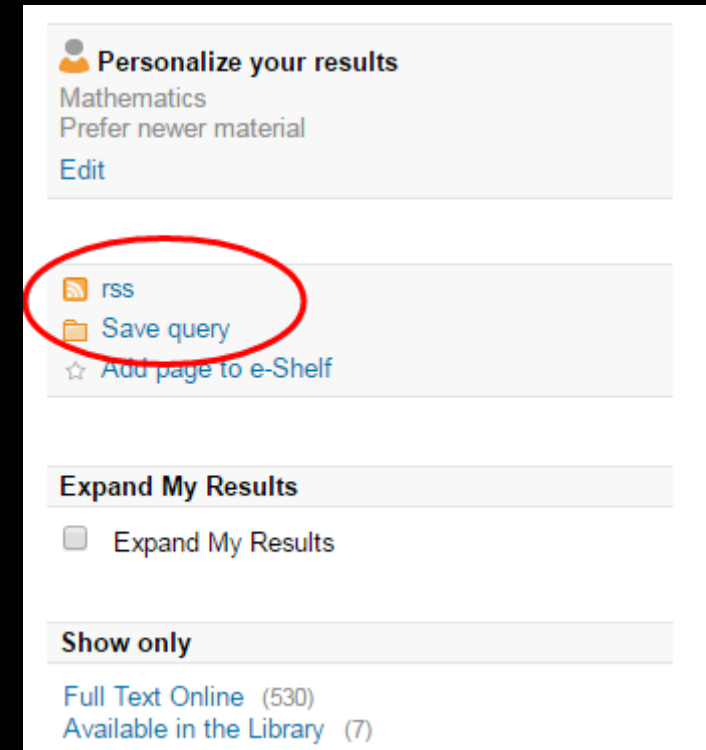 Personalize your results
Mathematics
Prefer newer material
Edit
rss
Save query
Add page to e-Shelf
Expand My Results
Expand My Results
Show only
Full Text Online (530)
Available in the Library (7)